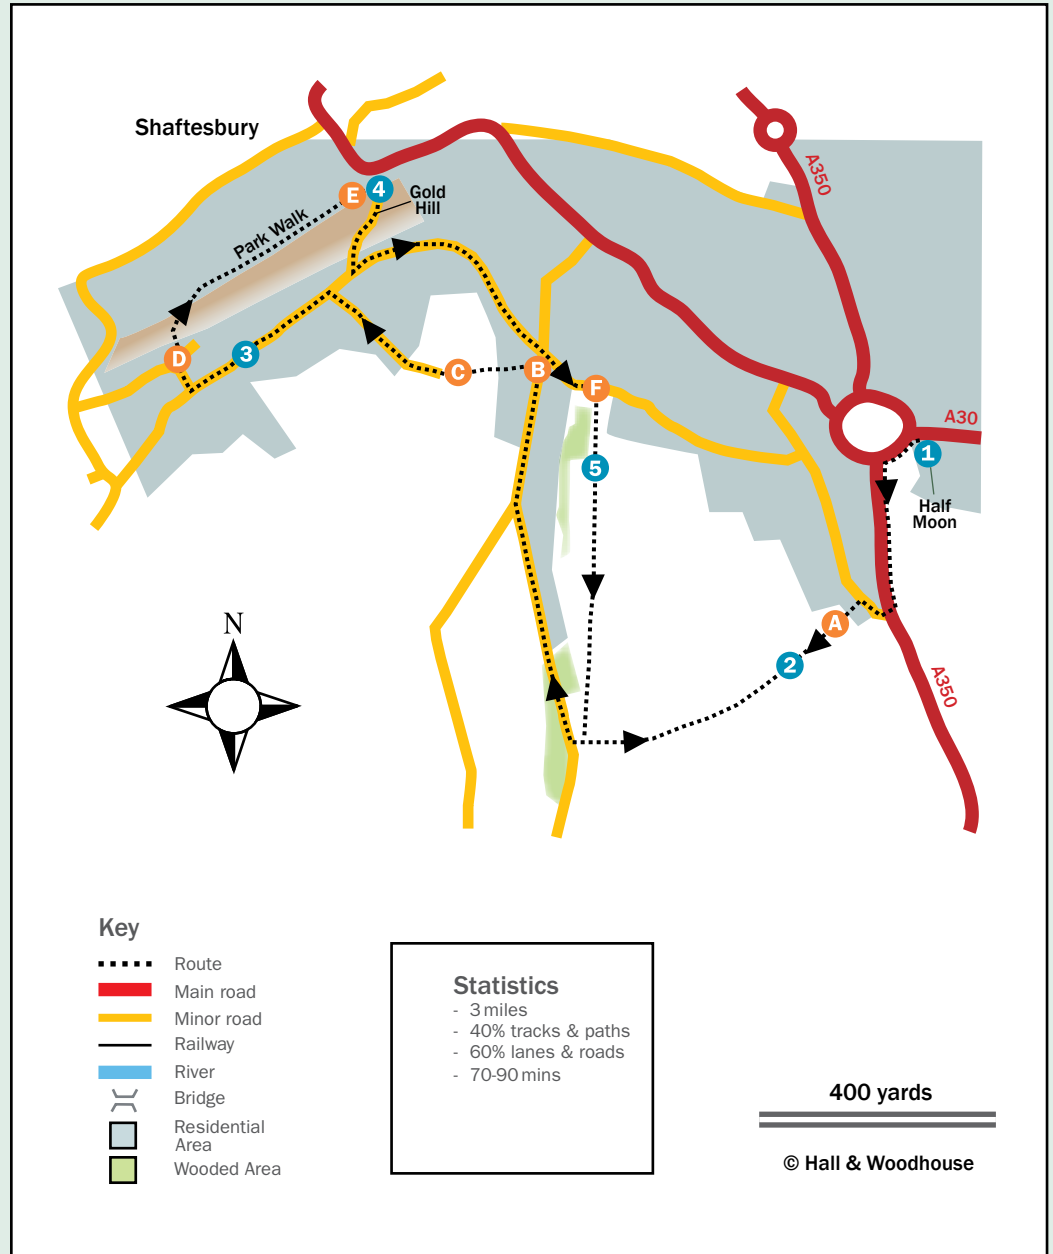 Shaftesbury
A350
E
4
Gold
Hill
Park Walk
D
3
C
B
F
A30
1
Half
Moon
5
A
2
A350
N
Key
Route
Main road
Minor road
Railway
River
Bridge
Residential
Area
Wooded Area
Statistics
- 3 miles
- 40% tracks & paths
- 60% lanes & roads
- 70-90 mins
400 yards
© Hall & Woodhouse